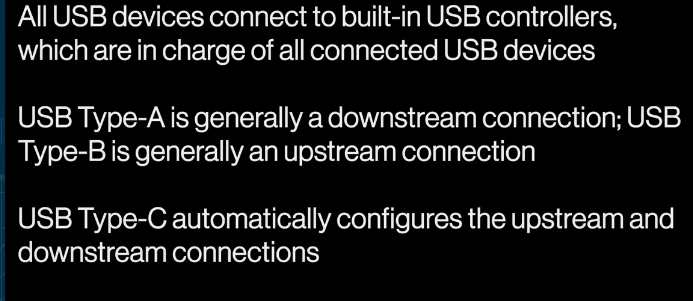 All USB devices connect to built-in USB controllers,
which are in charge of all connected USB devices
USB Type-A is generally a downstream connection; USB
Type-B is generally an upstream connection
USB Type-C automatically configures the upstream and
downstream connections